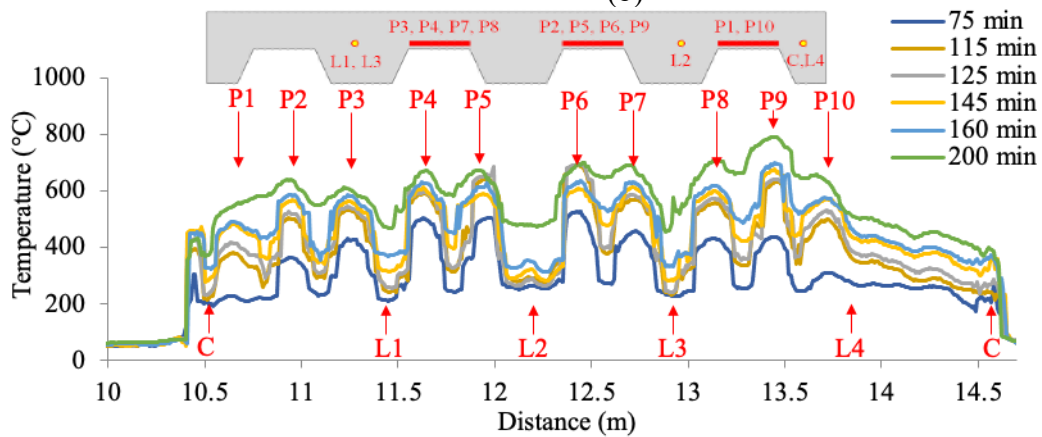 P3, P4, P7, P8
P2, P5, P6, P9
P1, P10
L1, L3
L2
C,L4
75 min
115 min
125 min
145 min
160 min
200 min
Temperature (°C)
1000
800
600
400
200
0
P1 P2 P3 P4 P5 P6 P7 P8 P9 P10
C L1 L2 L3 L4 C
10 10.5 11 11.5 12 12.5 13 13.5 14 14.5
Distance (m)